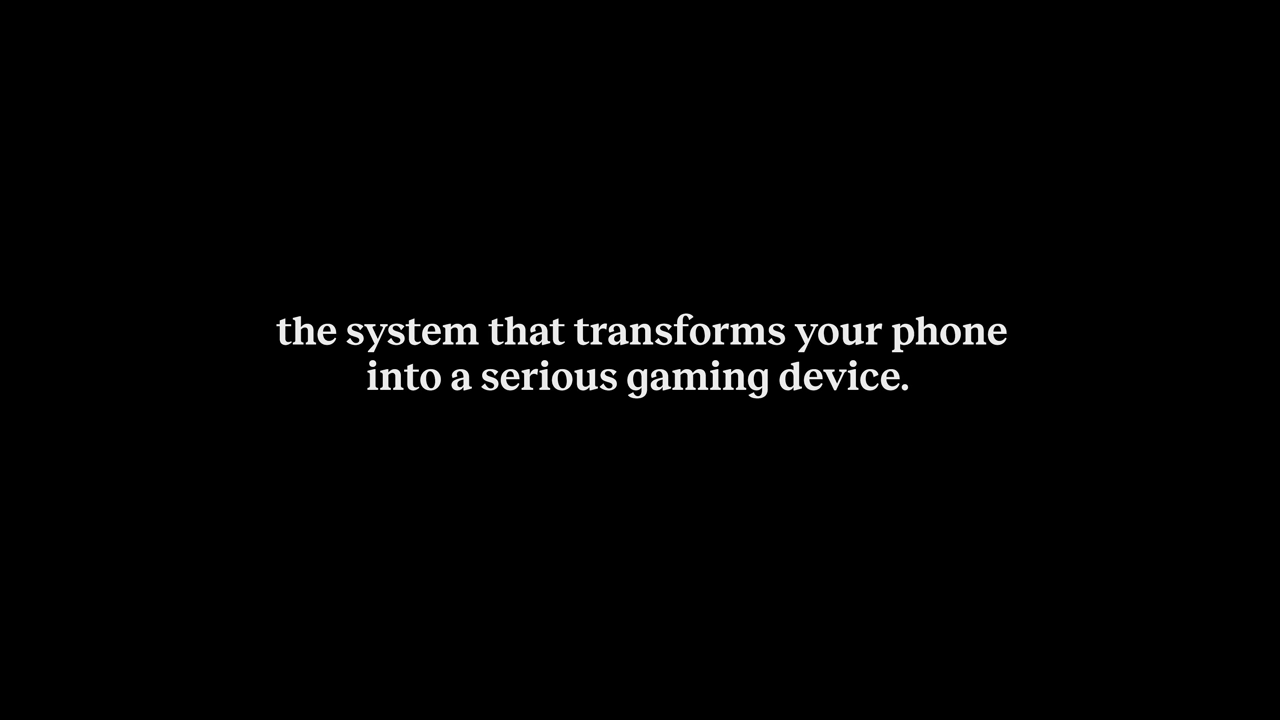 the system that transforms your phone
into a serious gaming device.